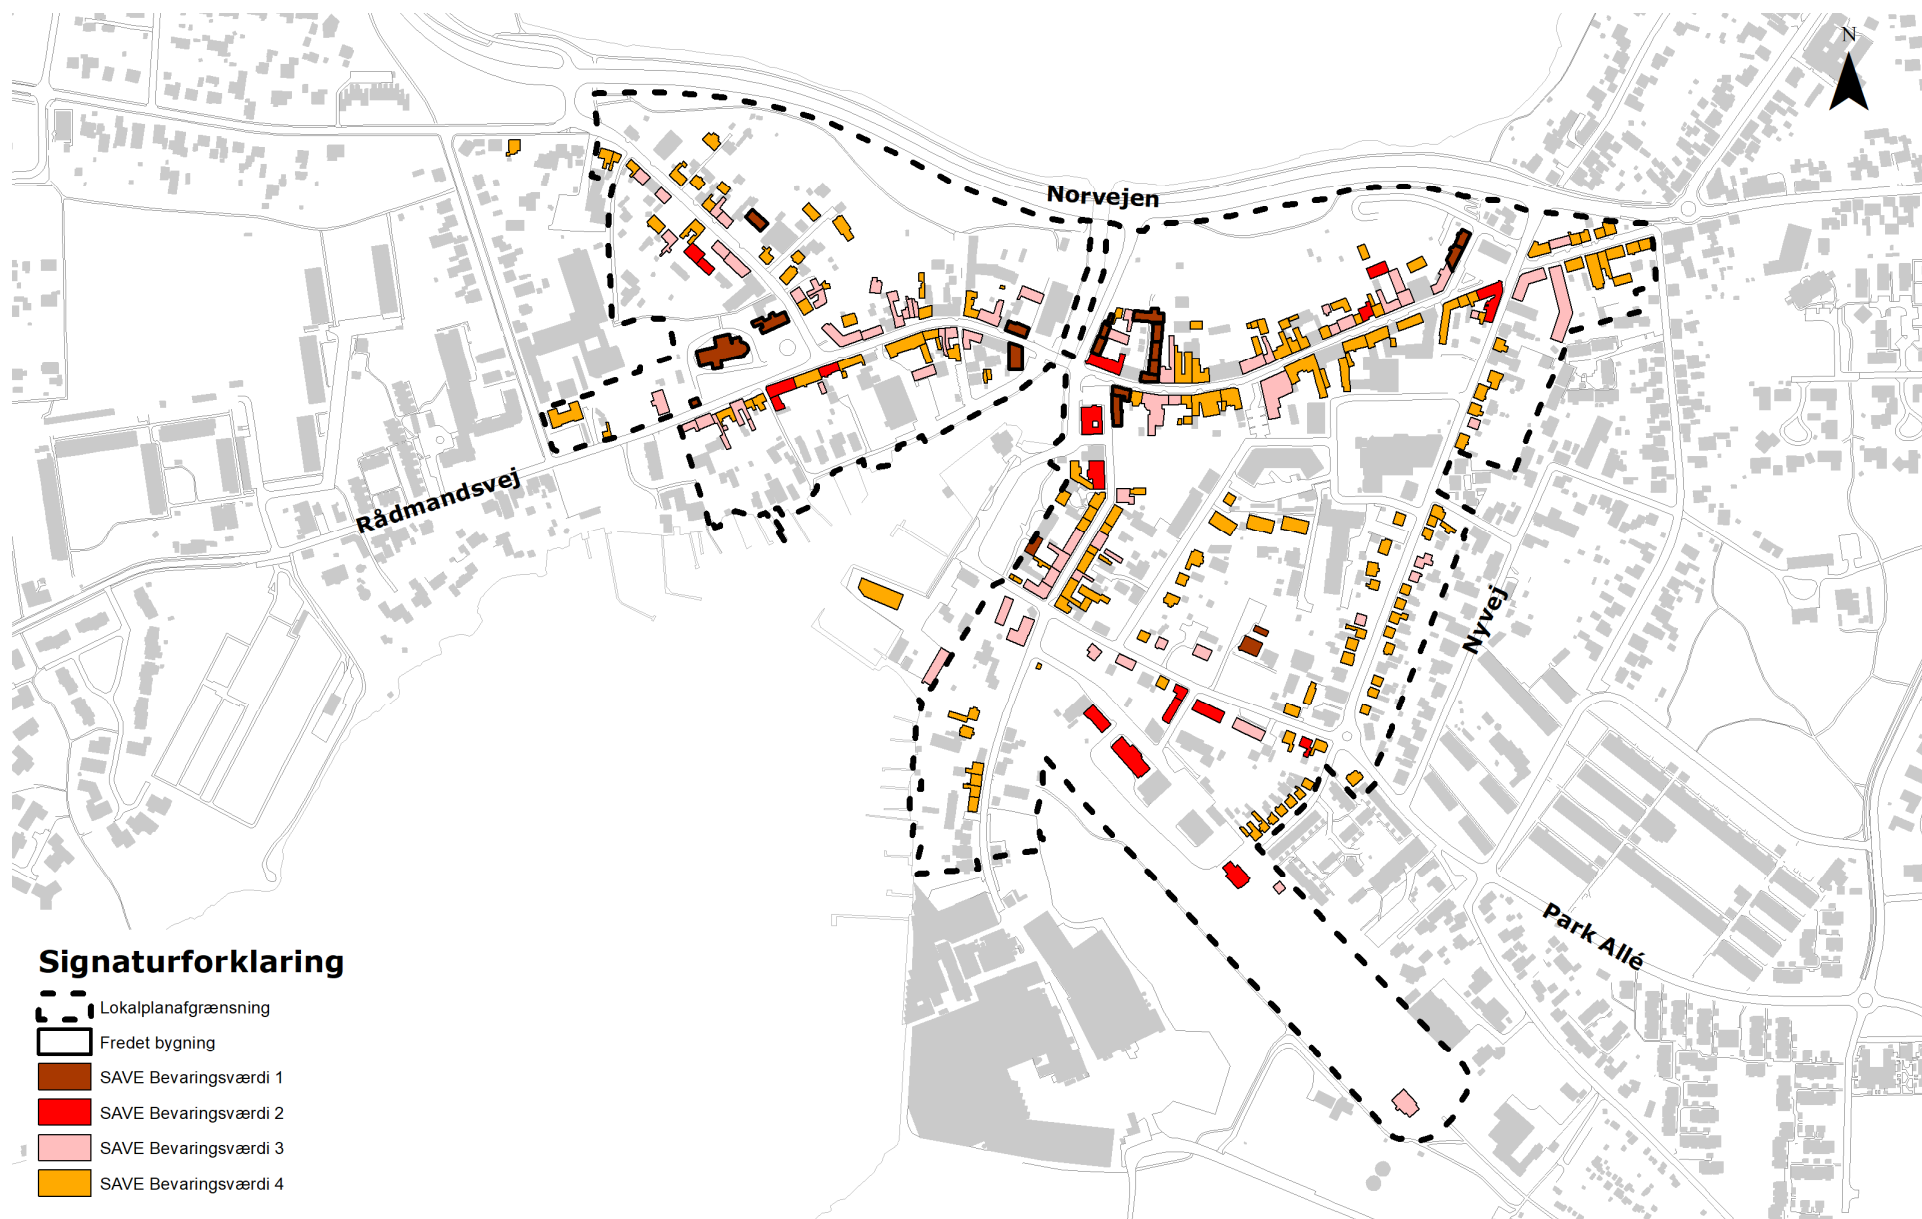 N
Norvejen
Rådmandsvej
Nyvej
Park Allé
Signaturforklaring
Lokalplanafgrænsning
Fredet bygning
SAVE Bevaringsværdi 1
SAVE Bevaringsværdi 2
SAVE Bevaringsværdi 3
SAVE Bevaringsværdi 4